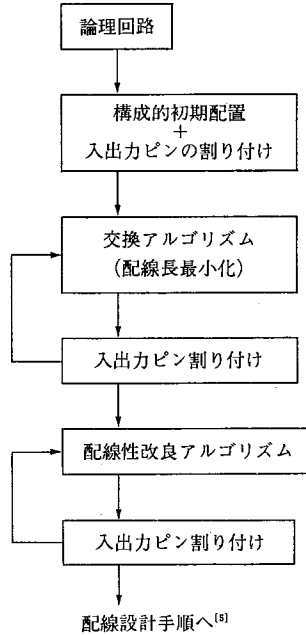 論理回路
構成的初期配置
+
入出力ピンの割り付け
交換アルゴリズム
(配線長最小化)
入出力ピン割り付け
配線性改良アルゴリズム
入出力ピン割り付け
配線設計手順へ[5]